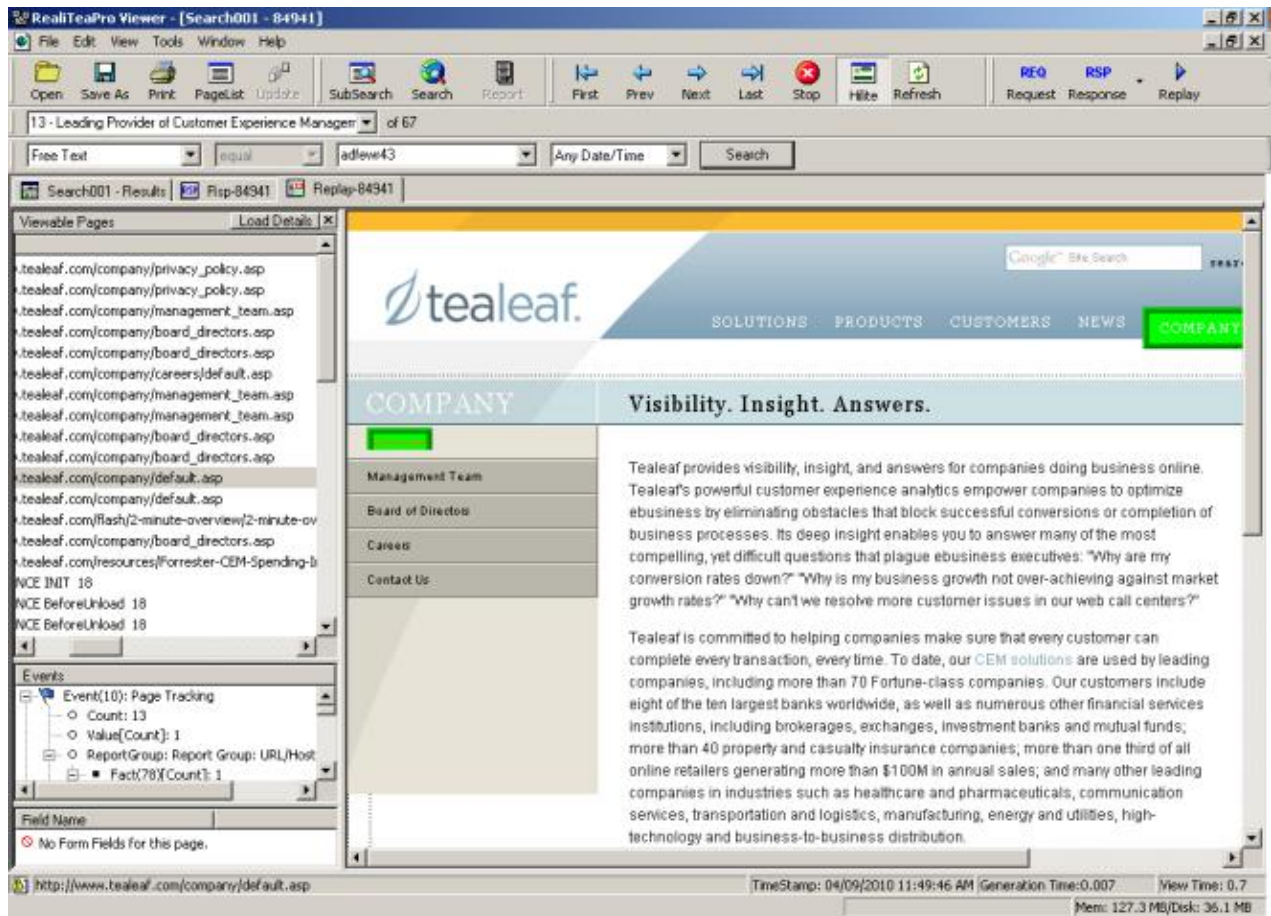 RealiTeaPro Viewer - [Search001 - 84941]
File Edit View Tools Window Help
Open Save As Print PageList Update SubSearch Search Report First Prev Next Last Stop Hilite Refresh REQ Request RSP Response Replay
13 - Leading Provider of Customer Experience Managem of 67
Free Text equal adfewr43 Any Date/Time Search
Search001 - Results Rsp-84941 Replay-84941
Viewable Pages Load Details
.tealeaf.com/company/privacy_policy.asp
.tealeaf.com/company/privacy_policy.asp
.tealeaf.com/company/management_team.asp
.tealeaf.com/company/board_directors.asp
.tealeaf.com/company/board_directors.asp
.tealeaf.com/company/careers/default.asp
.tealeaf.com/company/management_team.asp
.tealeaf.com/company/management_team.asp
.tealeaf.com/company/board_directors.asp
.tealeaf.com/company/board_directors.asp
.tealeaf.com/company/default.asp
.tealeaf.com/company/default.asp
.tealeaf.com/flash/2-minute-overview/2-minute-ov
.tealeaf.com/company/board_directors.asp
.tealeaf.com/resources/Forrester-CEM-Spending-I
NCE INIT 18
NCE BeforeUnload 18
NCE BeforeUnload 18
Events
Event(10): Page Tracking
Count: 13
Value[Count]: 1
ReportGroup: Report Group: URL/Host
Fact(78)[Count]: 1
Field Name
No Form Fields for this page.
Google™ Site Search
tealeaf.
SOLUTIONS PRODUCTS CUSTOMERS NEWS COMPANY
COMPANY
Management Team
Board of Directors
Careers
Contact Us
Visibility. Insight. Answers.
Tealeaf provides visibility, insight, and answers for companies doing business online.
Tealeaf's powerful customer experience analytics empower companies to optimize
ebusiness by eliminating obstacles that block successful conversions or completion of
business processes. Its deep insight enables you to answer many of the most
compelling, yet difficult questions that plague ebusiness executives: "Why are my
conversion rates down?" "Why is my business growth not over-achieving against market
growth rates?" "Why can't we resolve more customer issues in our web call centers?"
Tealeaf is committed to helping companies make sure that every customer can
complete every transaction, every time. To date, our CEM solutions are used by leading
companies, including more than 70 Fortune-class companies. Our customers include
eight of the ten largest banks worldwide, as well as numerous other financial services
institutions, including brokerages, exchanges, investment banks and mutual funds;
more than 40 property and casualty insurance companies; more than one third of all
online retailers generating more than $100M in annual sales; and many other leading
companies in industries such as healthcare and pharmaceuticals, communication
services, transportation and logistics, manufacturing, energy and utilities, high-
technology and business-to-business distribution.
http://www.tealeaf.com/company/default.asp TimeStamp: 04/09/2010 11:49:46 AM Generation Time:0.007 View Time: 0.7
Mem: 127.3 MB/Disk: 36.1 MB